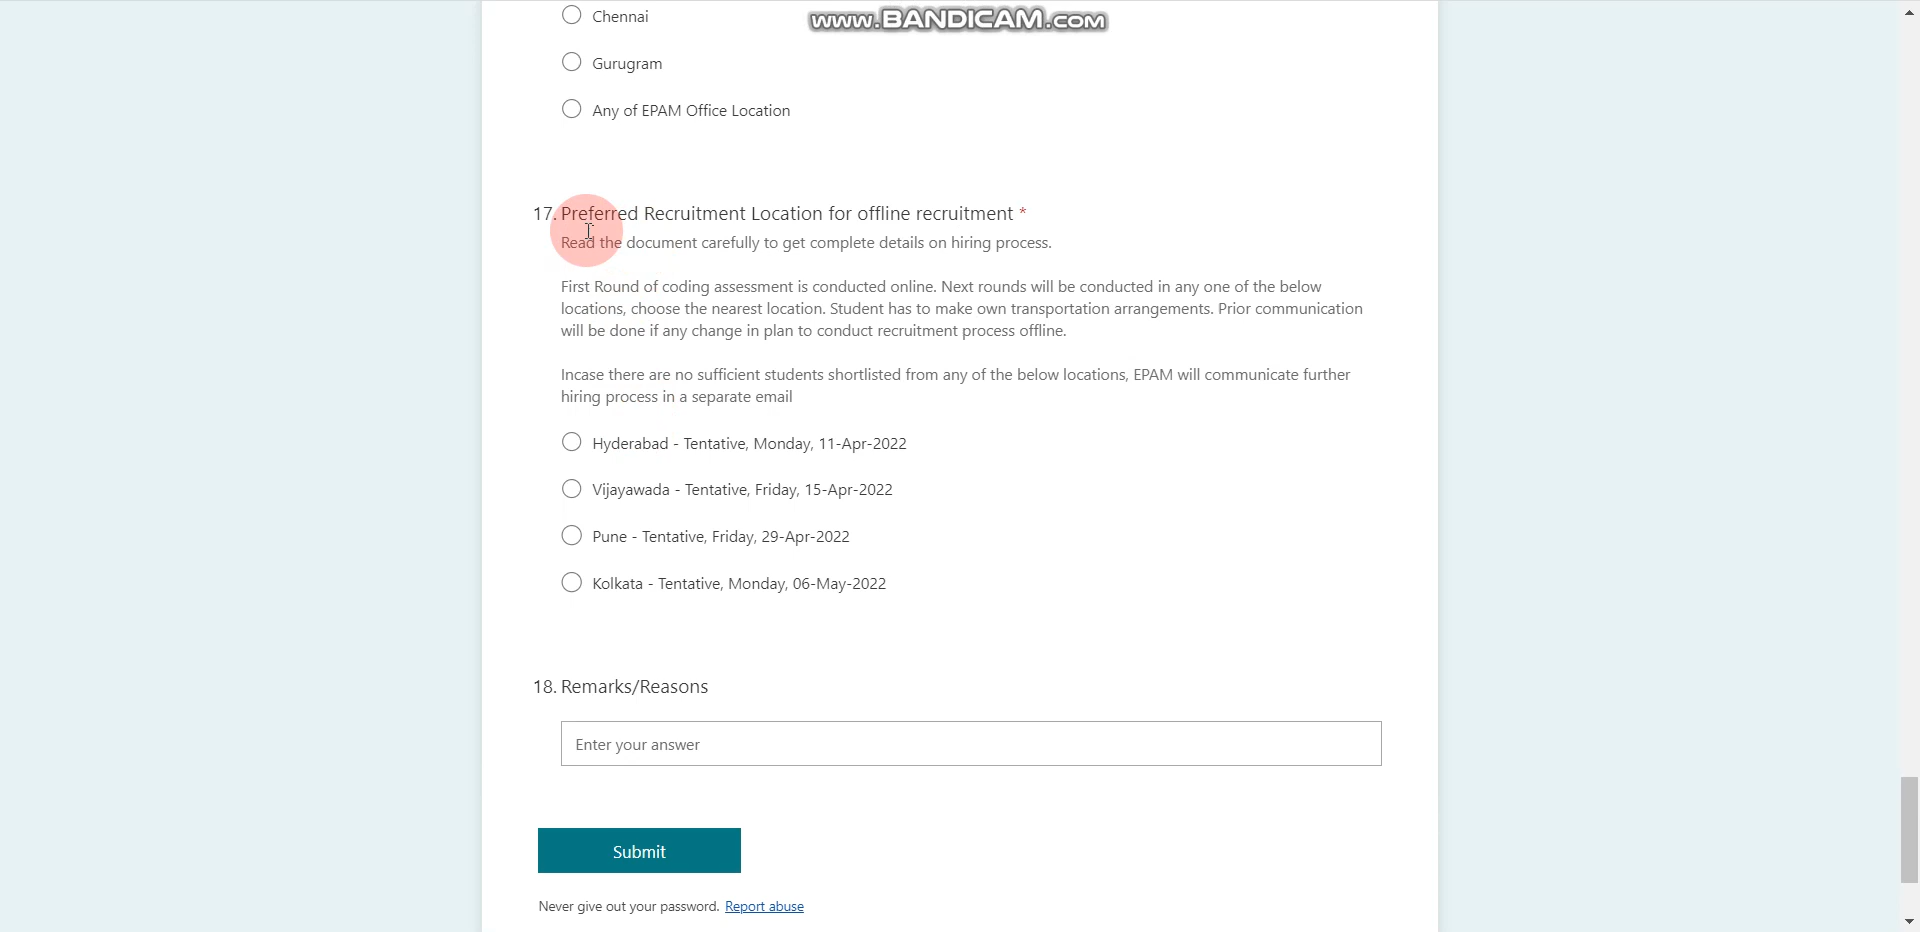 www.BANDICAM.com
Chennai
Gurugram
Any of EPAM Office Location
17. Preferred Recruitment Location for offline recruitment *
Read the document carefully to get complete details on hiring process.
First Round of coding assessment is conducted online. Next rounds will be conducted in any one of the below
locations, choose the nearest location. Student has to make own transportation arrangements. Prior communication
will be done if any change in plan to conduct recruitment process offline.
Incase there are no sufficient students shortlisted from any of the below locations, EPAM will communicate further
hiring process in a separate email
Hyderabad - Tentative, Monday, 11-Apr-2022
Vijayawada - Tentative, Friday, 15-Apr-2022
Pune - Tentative, Friday, 29-Apr-2022
Kolkata - Tentative, Monday, 06-May-2022
18. Remarks/Reasons
Enter your answer
Submit
Never give out your password. Report abuse